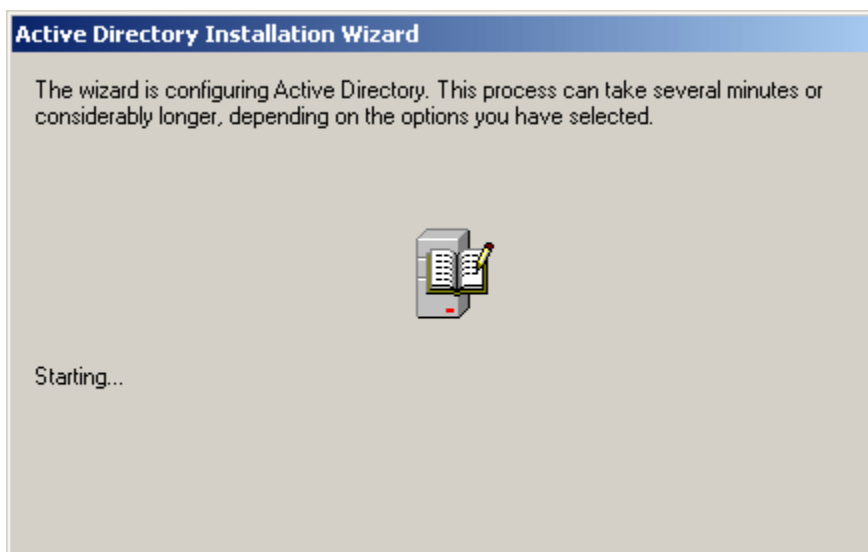 Active Directory Installation Wizard
The wizard is configuring Active Directory. This process can take several minutes or
considerably longer, depending on the options you have selected.
Starting...